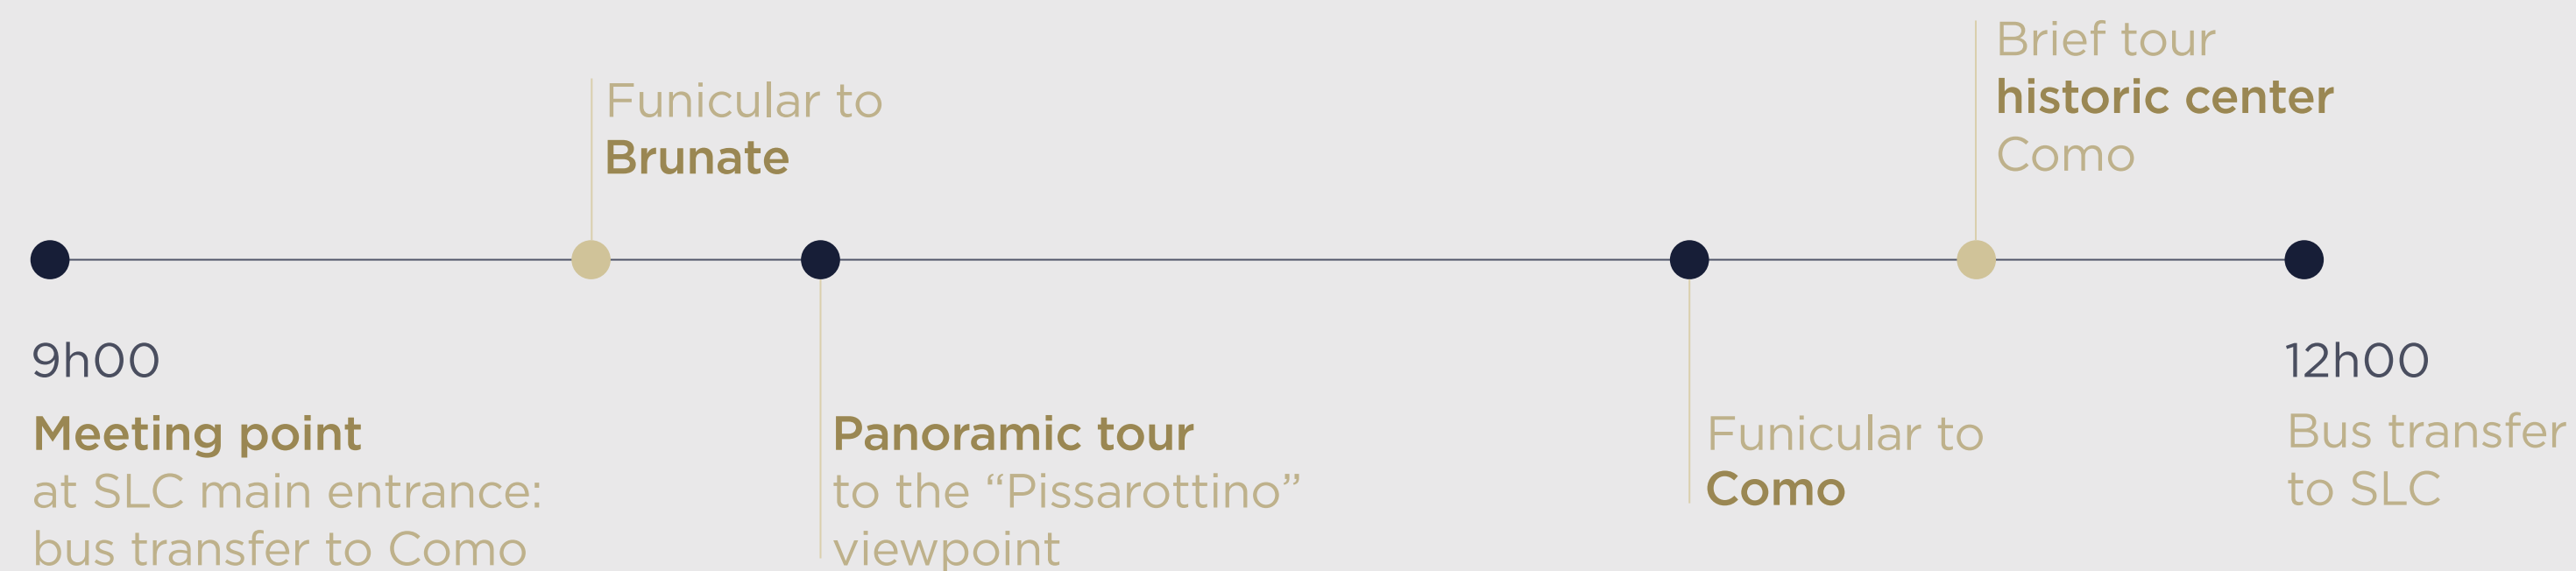 9h00
Meeting point
at SLC main entrance:
bus transfer to Como
Funicular to
Brunate
Panoramic tour
to the “Pissarottino”
viewpoint
Funicular to
Como
Brief tour
historic center
Como
12h00
Bus transfer
to SLC